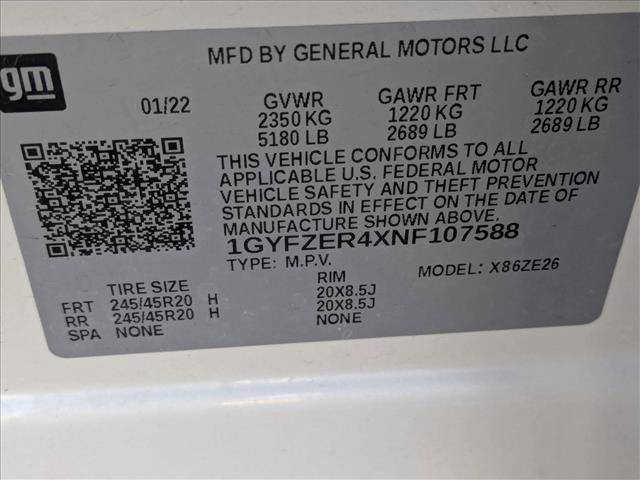 gm
MFD BY GENERAL MOTORS LLC
01/22 GVWR GAWR FRT GAWR RR
2350 KG 1220 KG 1220 KG
5180 LB 2689 LB 2689 LB
THIS VEHICLE CONFORMS TO ALL
APPLICABLE U.S. FEDERAL MOTOR
VEHICLE SAFETY AND THEFT PREVENTION
STANDARDS IN EFFECT ON THE DATE OF
MANUFACTURE SHOWN ABOVE.
1GYFZER4XNF107588
TYPE: M.P.V. MODEL: X86ZE26
TIRE SIZE RIM
FRT 245/45R20 H 20X8.5J
RR 245/45R20 H 20X8.5J
SPA NONE NONE